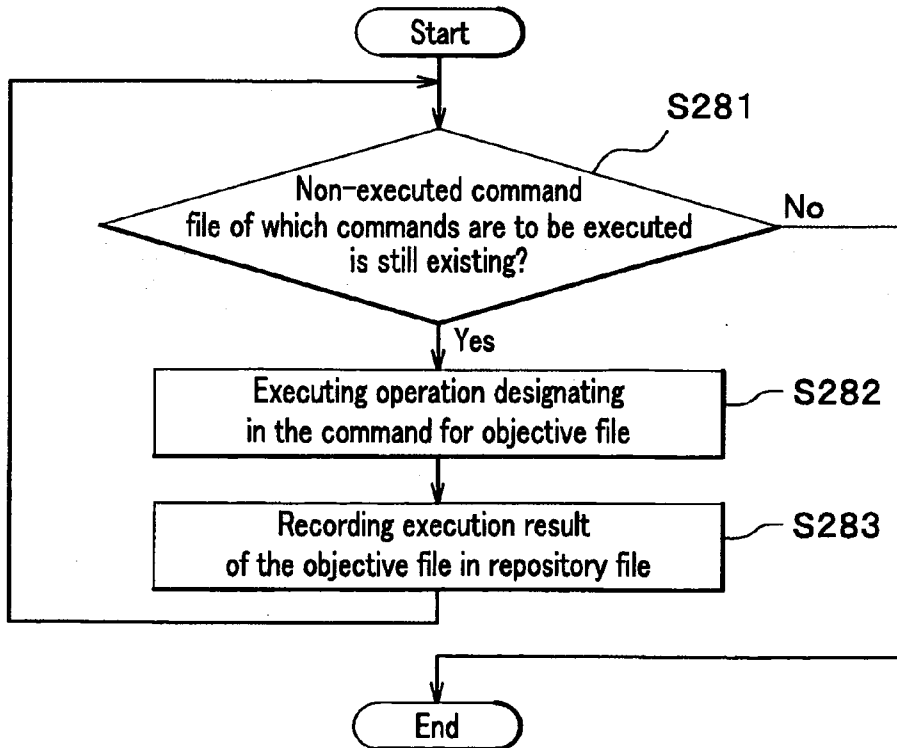 Start
S281
Non-executed command
file of which commands are to be executed
is still existing?
No
Yes
Executing operation designating
in the command for objective file
S282
Recording execution result
of the objective file in repository file
S283
End